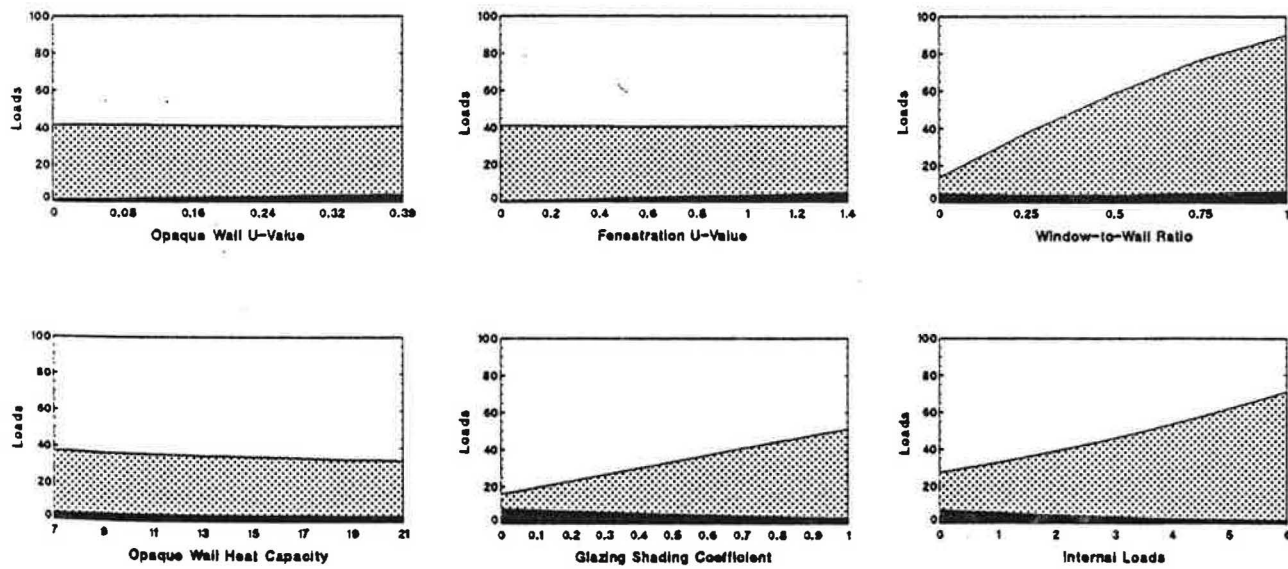 100
80
60
40
20
0
Loads
0 0.08 0.16 0.24 0.32 0.39
Opaque Wall U-Value
100
80
60
40
20
0
Loads
0 0.2 0.4 0.6 0.8 1 1.2 1.4
Fenestration U-Value
100
80
60
40
20
0
Loads
0 0.25 0.5 0.75 1
Window-to-Wall Ratio
100
80
60
40
20
0
Loads
7 9 11 13 15 17 19 21
Opaque Wall Heat Capacity
100
80
60
40
20
0
Loads
0 0.1 0.2 0.3 0.4 0.5 0.6 0.7 0.8 0.9 1
Glazing Shading Coefficient
100
80
60
40
20
0
Loads
0 1 2 3 4 5 6
Internal Loads